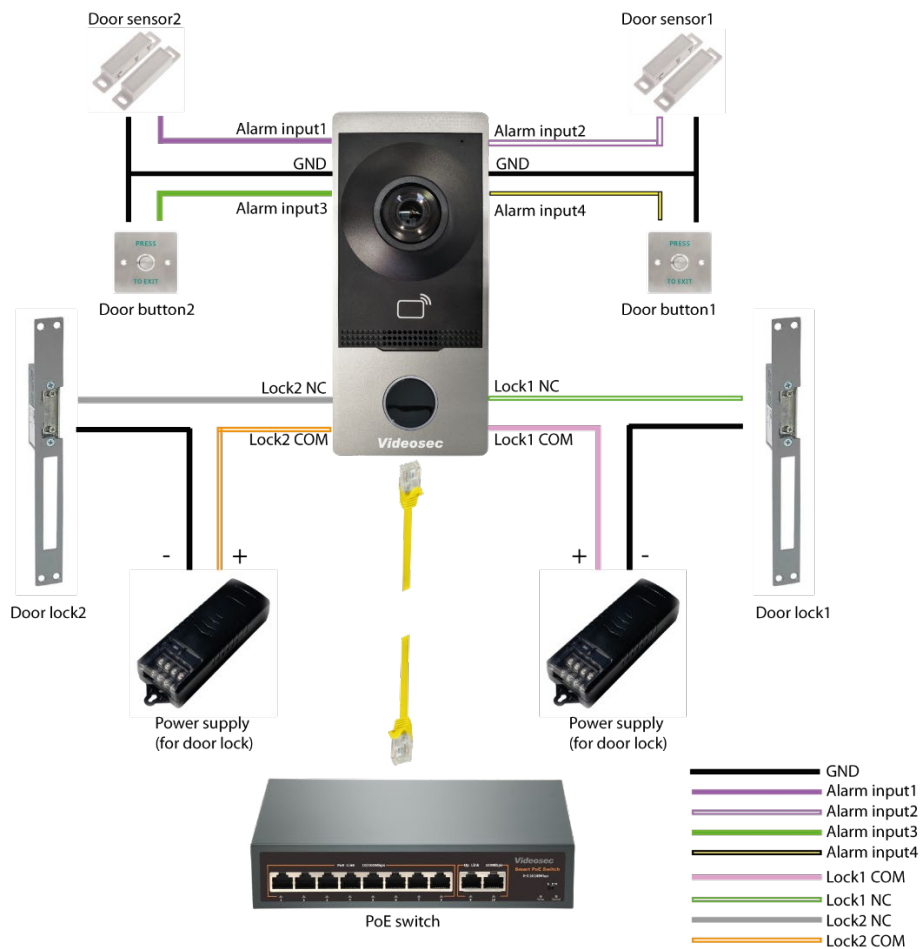 Door sensor2
Door sensor1
Alarm input1
Alarm input2
GND
GND
Alarm input3
Alarm input4
PRESS
TO EXIT
PRESS
TO EXIT
Door button2
Door button1
Lock2 NC
Lock1 NC
Lock2 COM
Lock1 COM
Videosec
-
+
+
-
Door lock2
Door lock1
Power supply
(for door lock)
Power supply
(for door lock)
GND
Alarm input1
Alarm input2
Alarm input3
Alarm input4
Lock1 COM
Lock1 NC
Lock2 NC
Lock2 COM
Videosec
Smart PoE Switch
PoE switch